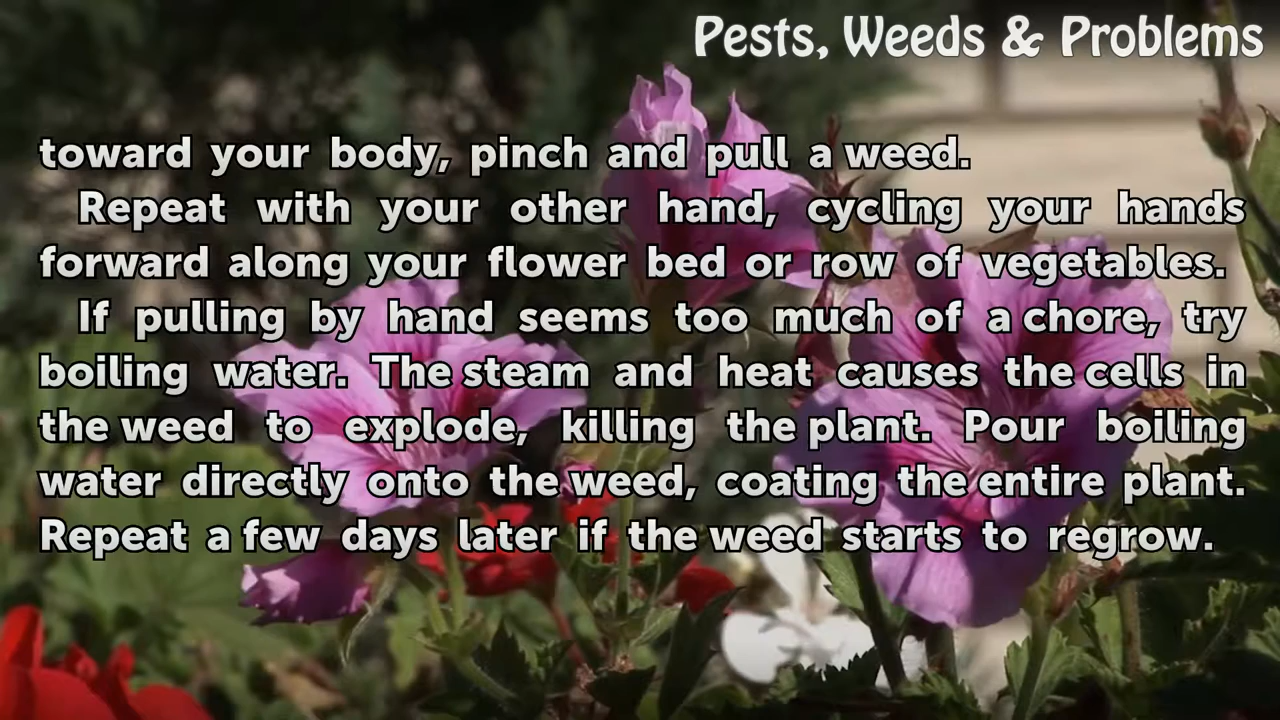 Pests, Weeds & Problems
toward your body, pinch and pull a weed.
Repeat with your other hand, cycling your hands
forward along your flower bed or row of vegetables.
If pulling by hand seems too much of a chore, try
boiling water. The steam and heat causes the cells in
the weed to explode, killing the plant. Pour boiling
water directly onto the weed, coating the entire plant.
Repeat a few days later if the weed starts to regrow.